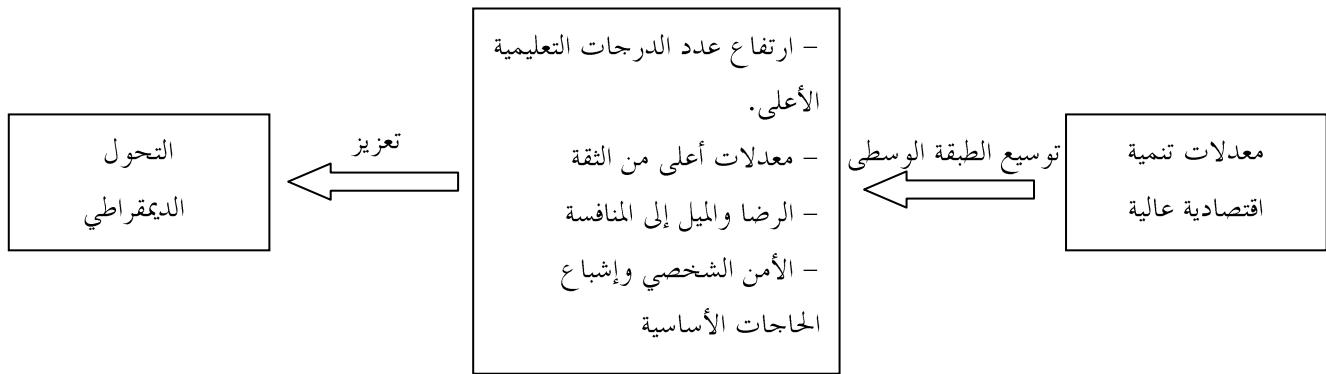 معدلات تنمية
اقتصادية عالية
توسيع الطبقة الوسطى
– ارتفاع عدد الدرجات التعليمية
الأعلى.
– معدلات أعلى من الثقة
– الرضا والميل إلى المنافسة
– الأمن الشخصي وإشباع
الحاجات الأساسية
تعزيز
التحول
الديمقراطي